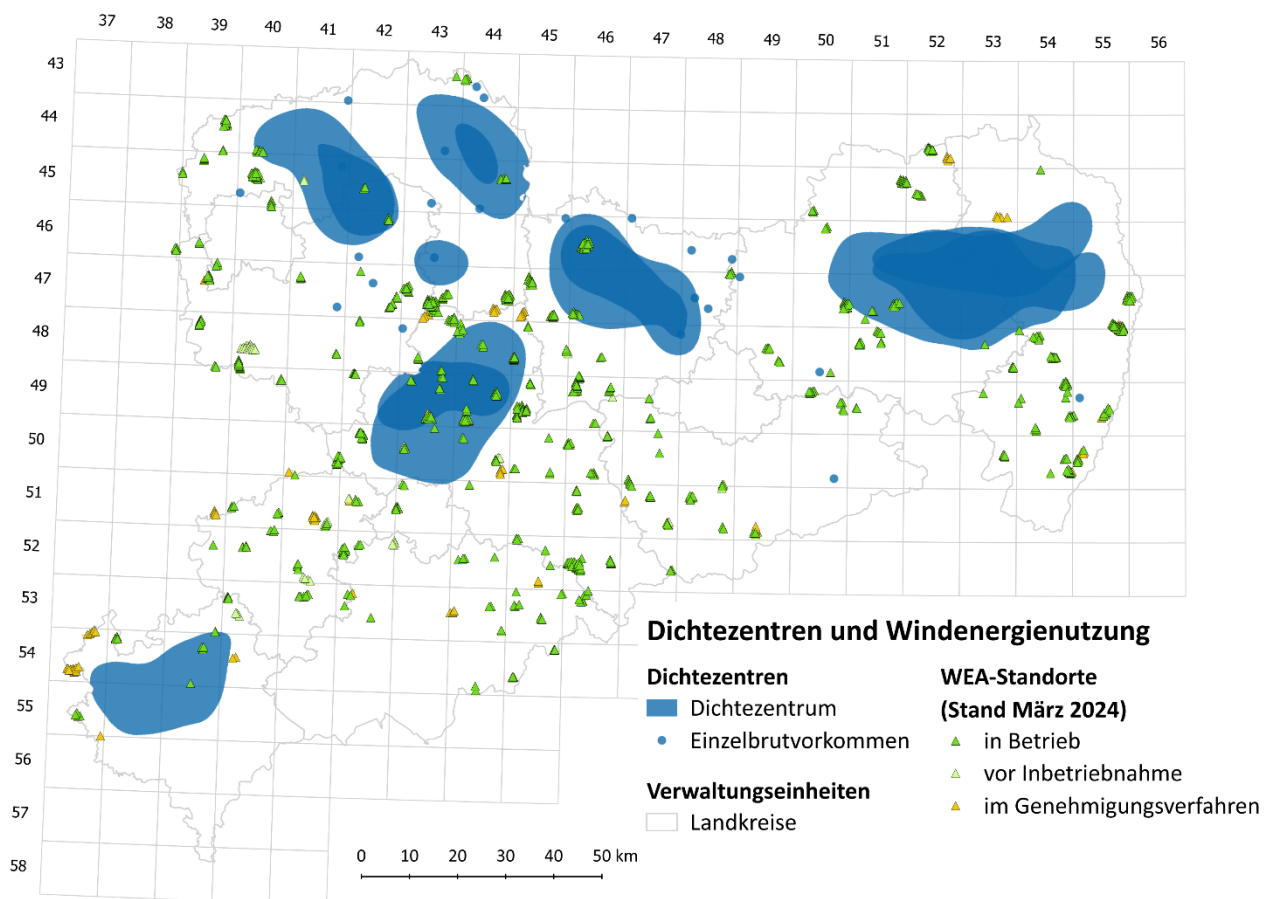 37 38 39 40 41 42 43 44 45 46 47 48 49 50 51 52 53 54 55 56
43
44
45
46
47
48
49
50
51
52
53
54
55
56
57
58
Dichtezentren und Windenergienutzung
Dichtezentren
Dichtezentrum
Einzelbrutvorkommen
Verwaltungseinheiten
Landkreise
WEA-Standorte
(Stand März 2024)
in Betrieb
vor Inbetriebnahme
im Genehmigungsverfahren
0 10 20 30 40 50 km